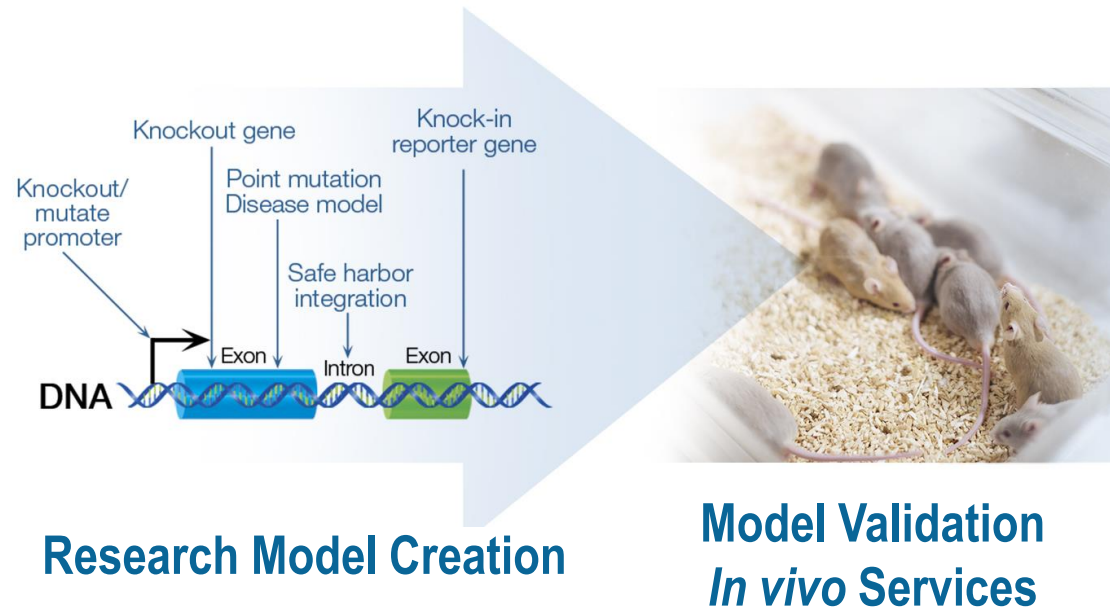 Knockout gene
Knock-in
reporter gene
Knockout/
mutate
promoter
Point mutation
Disease model
Safe harbor
integration
Exon
Intron
Exon
DNA
Research Model Creation
Model Validation
In vivo Services